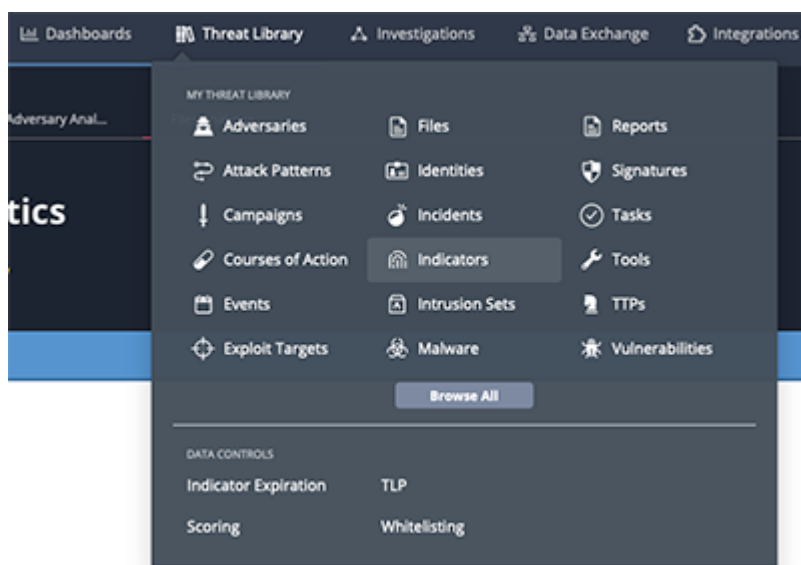 Dashboards Threat Library Investigations Data Exchange Integrations
Adversary Anal...
tics
MY THREAT LIBRARY
Adversaries Files Reports
Attack Patterns Identities Signatures
Campaigns Incidents Tasks
Courses of Action Indicators Tools
Events Intrusion Sets TTPs
Exploit Targets Malware Vulnerabilities
Browse All
DATA CONTROLS
Indicator Expiration TLP
Scoring Whitelisting